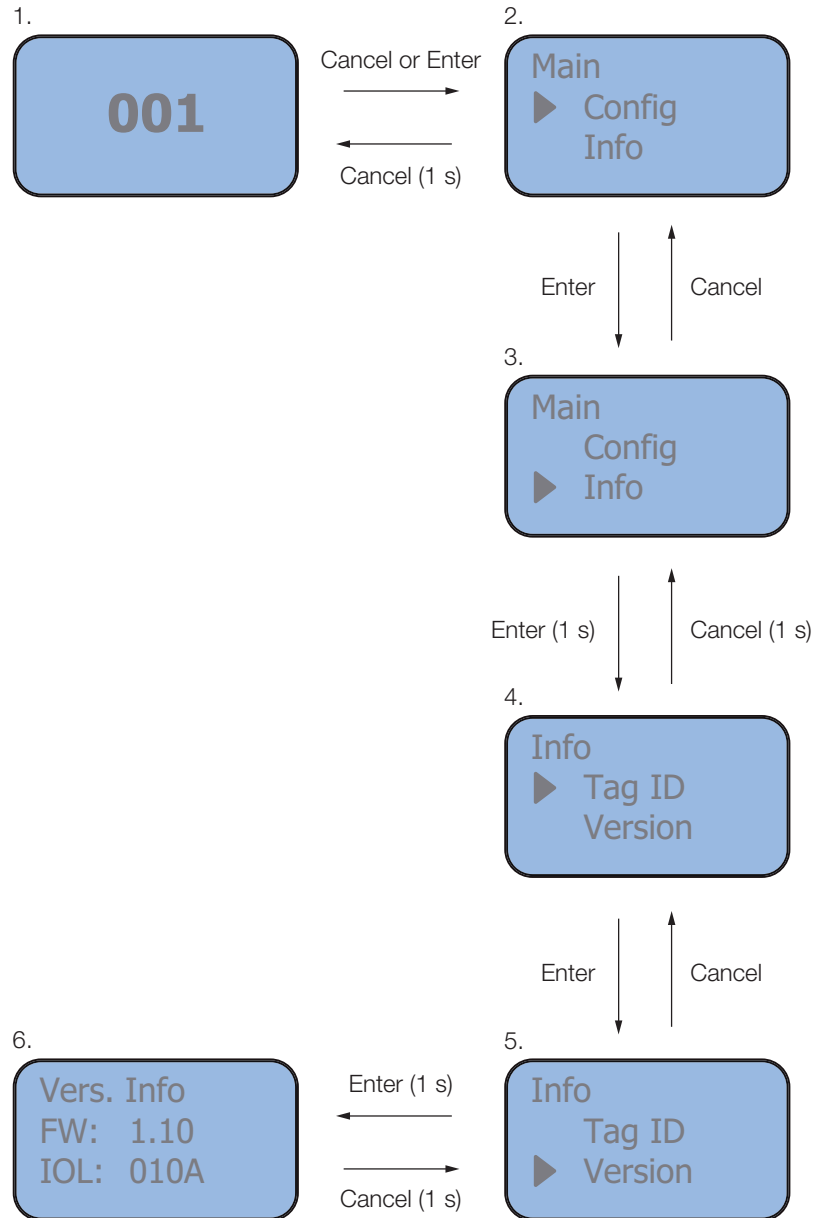 1.
001
Cancel or Enter
Cancel (1 s)
2.
Main
Config
Info
Enter
Cancel
3.
Main
Config
Info
Enter (1 s)
Cancel (1 s)
4.
Info
Tag ID
Version
Enter
Cancel
5.
Info
Tag ID
Version
Enter (1 s)
Cancel (1 s)
6.
Vers. Info
FW: 1.10
IOL: 010A